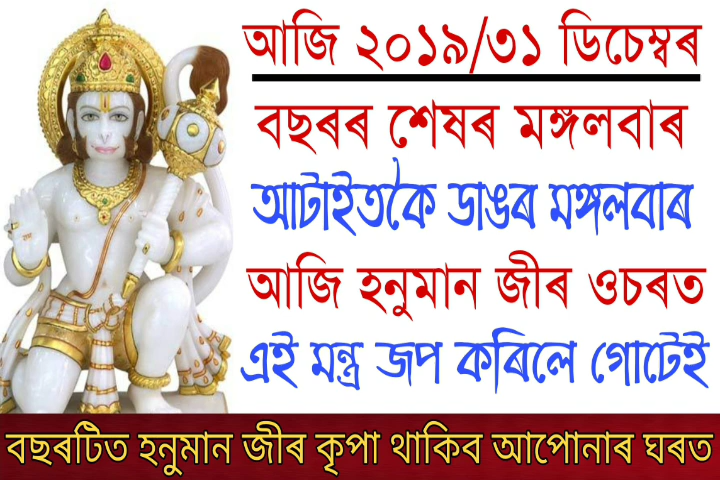 আজি ২০১৯/৩১ ডিচেম্বৰ
বছৰৰ শেষৰ মঙ্গলবাৰ
আটাইতকৈ ডাঙৰ মঙ্গলবাৰ
আজি হনুমান জীৰ ওচৰত
এই মন্ত্ৰ জপ কৰিলে গোটেই
বছৰটিত হনুমান জীৰ কৃপা থাকিব আপোনাৰ ঘৰত